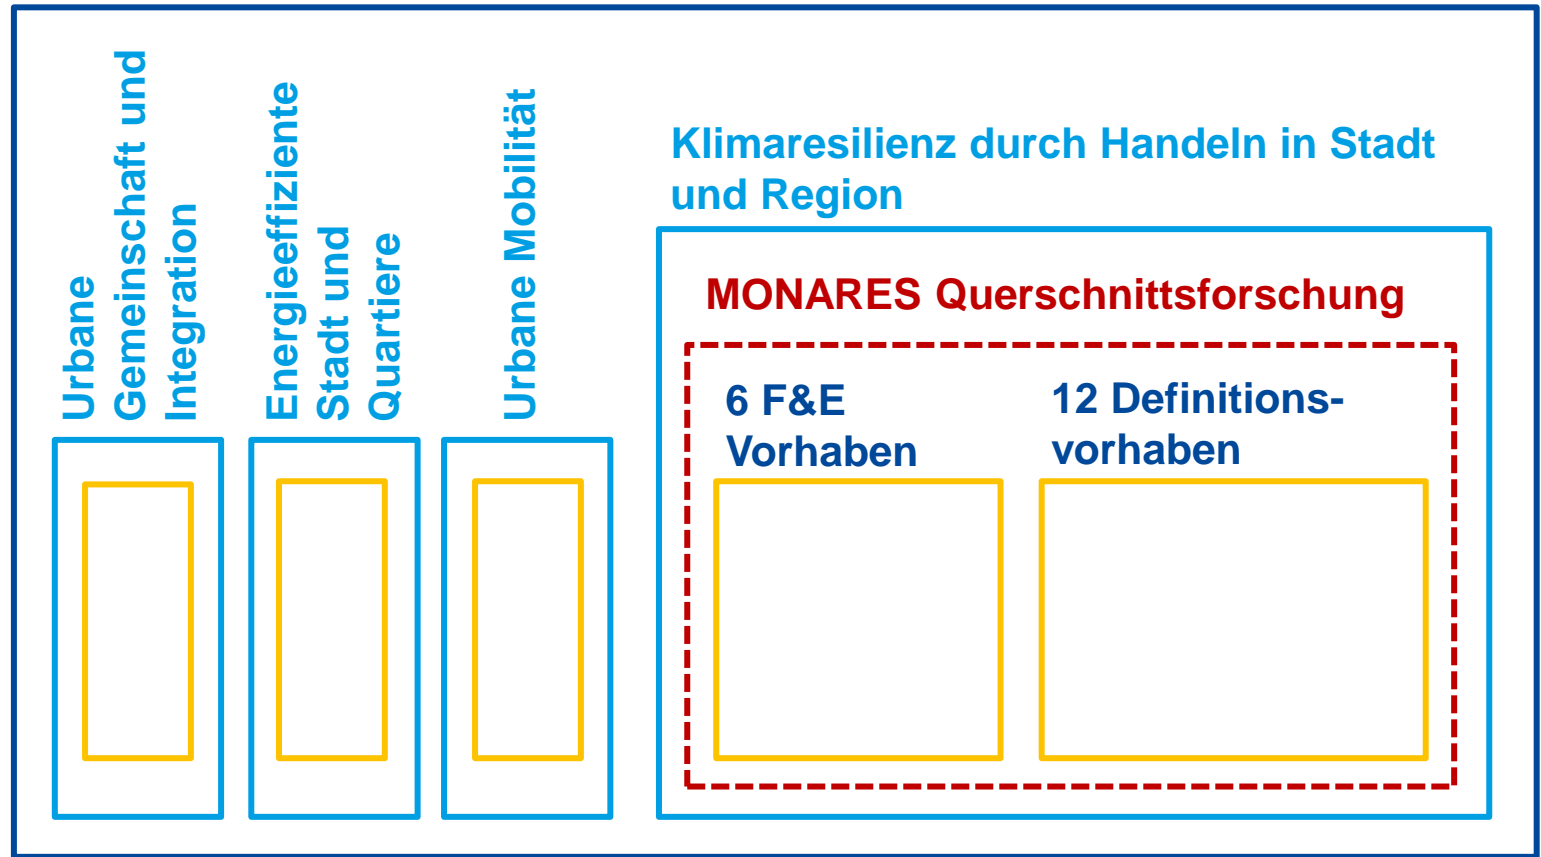 Urbane
Gemeinschaft und
Integration
Energieeffiziente
Stadt und
Quartiere
Urbane Mobilität
Klimaresilienz durch Handeln in Stadt
und Region
MONARES Querschnittsforschung
6 F&E
Vorhaben
12 Definitions-
vorhaben